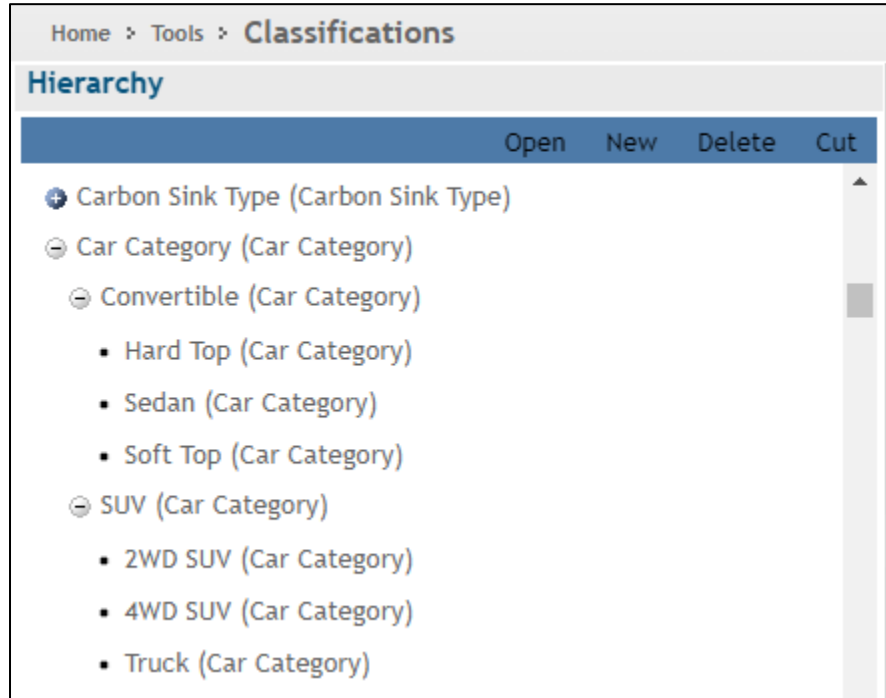 Home > Tools > Classifications
Hierarchy
Open New Delete Cut
Carbon Sink Type (Carbon Sink Type)
Car Category (Car Category)
Convertible (Car Category)
Hard Top (Car Category)
Sedan (Car Category)
Soft Top (Car Category)
SUV (Car Category)
2WD SUV (Car Category)
4WD SUV (Car Category)
Truck (Car Category)